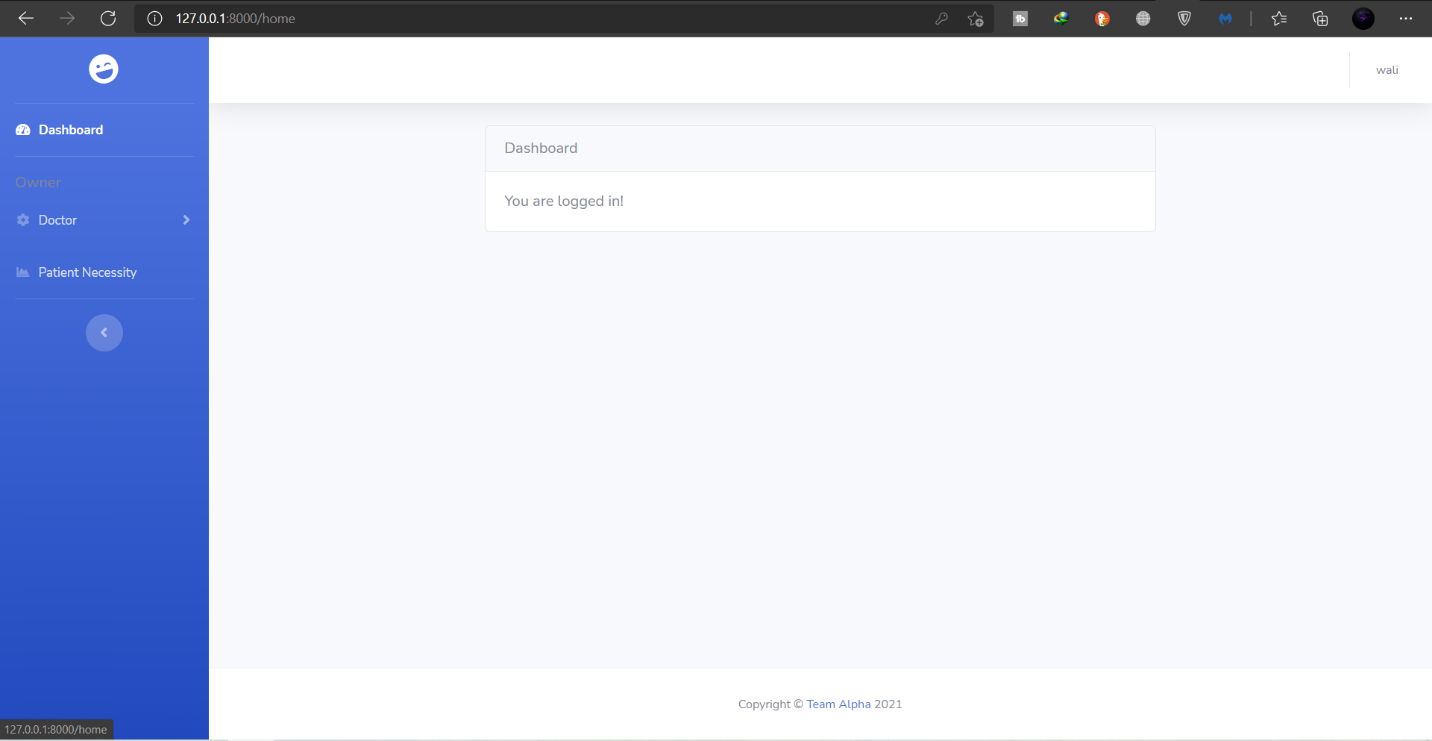 127.0.0.1:8000/home
wali
Dashboard
Owner
Doctor
Patient Necessity
Dashboard
You are logged in!
Copyright © Team Alpha 2021
127.0.0.1:8000/home